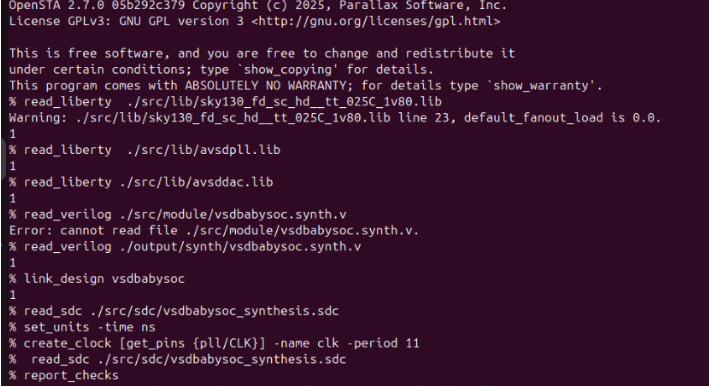 OpenSTA 2.7.0 05b292c379 Copyright (c) 2025, Parallax Software, Inc.
License GPLv3: GNU GPL version 3 <http://gnu.org/licenses/gpl.html>

This is free software, and you are free to change and redistribute it
under certain conditions; type `show_copying' for details.
This program comes with ABSOLUTELY NO WARRANTY; for details type `show_warranty'.
% read_liberty  ./src/lib/sky130_fd_sc_hd__tt_025C_1v80.lib
Warning: ./src/lib/sky130_fd_sc_hd__tt_025C_1v80.lib line 23, default_fanout_load is 0.0.
1
% read_liberty  ./src/lib/avsdpll.lib
1
% read_liberty ./src/lib/avsddac.lib
1
% read_verilog ./src/module/vsdbabysoc.synth.v
Error: cannot read file ./src/module/vsdbabysoc.synth.v.
% read_verilog ./output/synth/vsdbabysoc.synth.v
1
% link_design vsdbabysoc
1
% read_sdc ./src/sdc/vsdbabysoc_synthesis.sdc
% set_units -time ns
% create_clock [get_pins {pll/CLK}] -name clk -period 11
%  read_sdc ./src/sdc/vsdbabysoc_synthesis.sdc
% report_checks